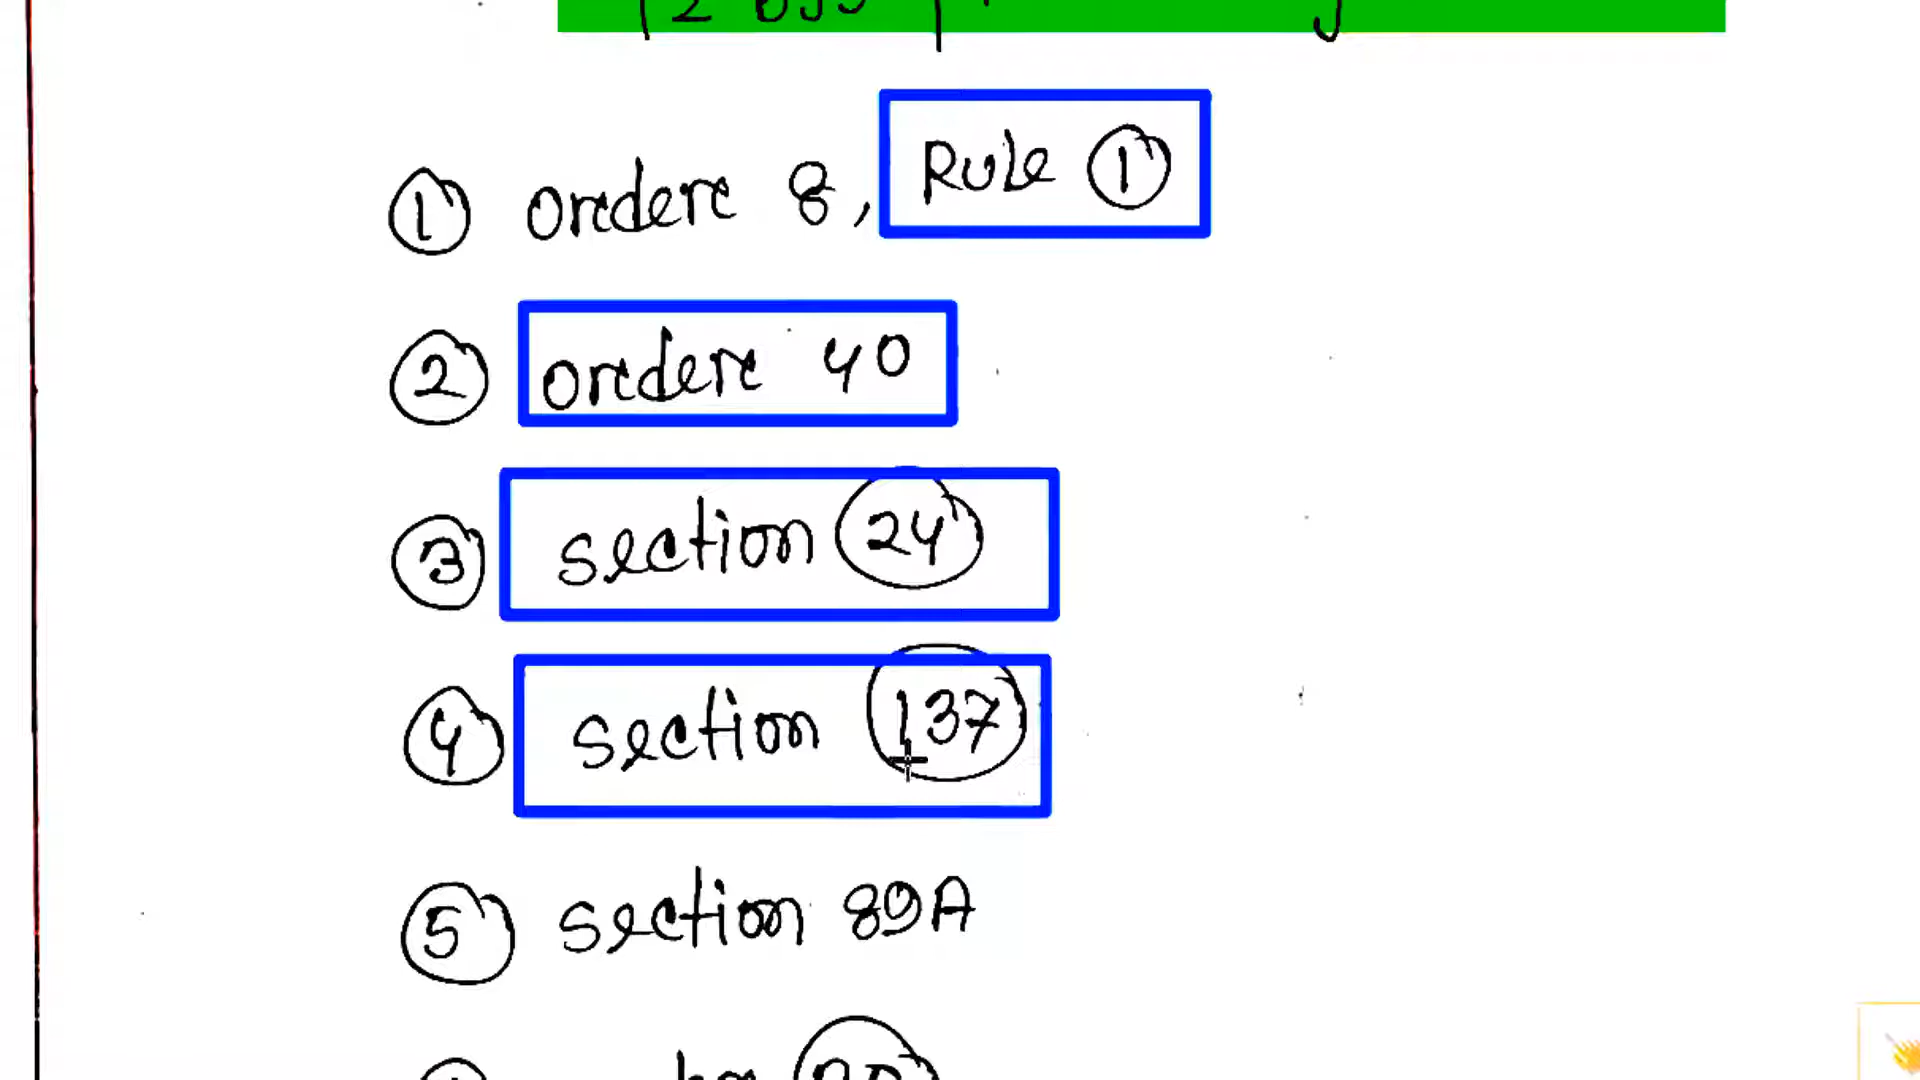 ① ordere 8, Rule ①
② ordere 40
③ section 24
④ section 137
⑤ section 89A